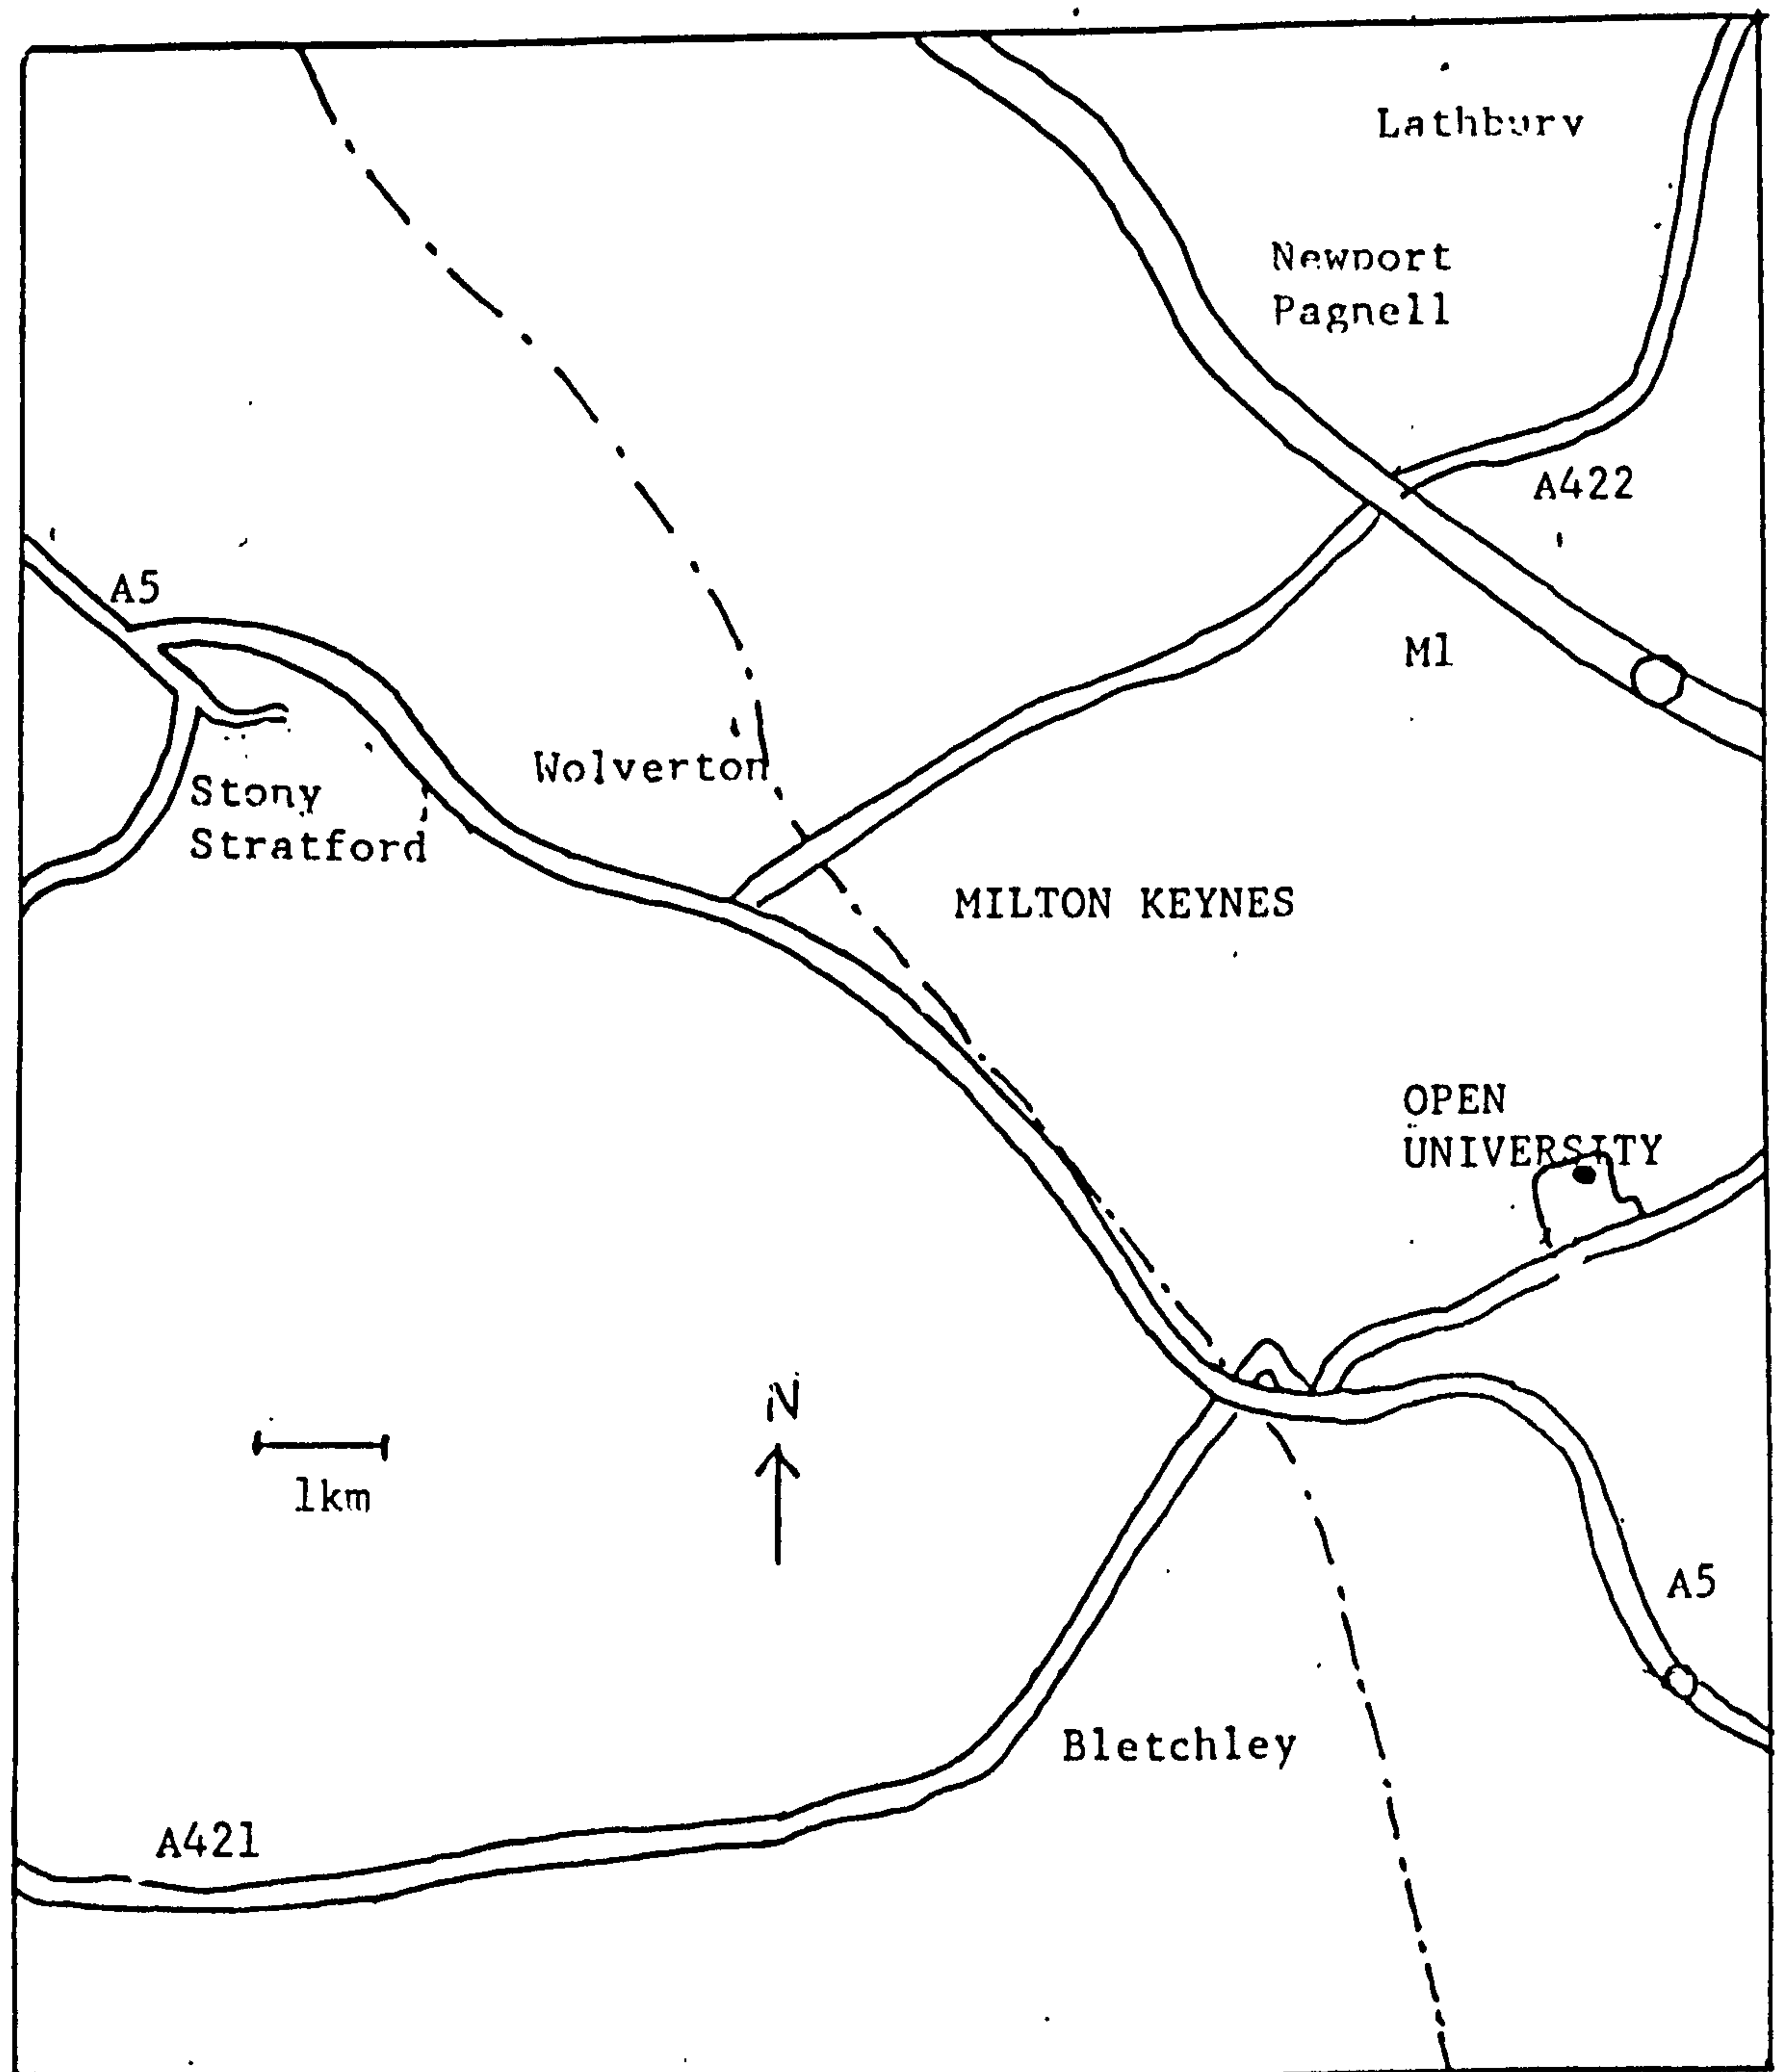 Lathbury
Newport
Pagnell
A422
A5
M1
Wolverton
Stony
Stratford
MILTON KEYNES
OPEN
UNIVERSITY
N
1km
A5
Bletchley
A421